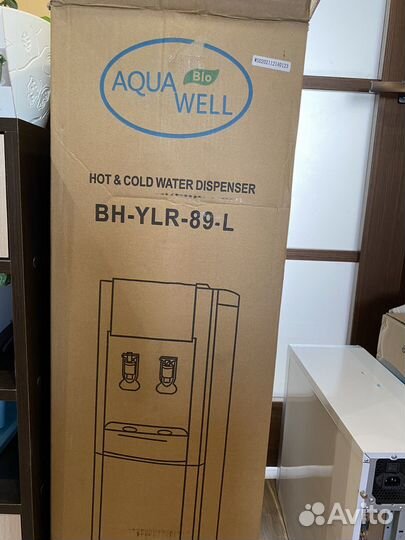 AQUA Bio
WELL
HOT & COLD WATER DISPENSER
BH-YLR-89-L
Avito